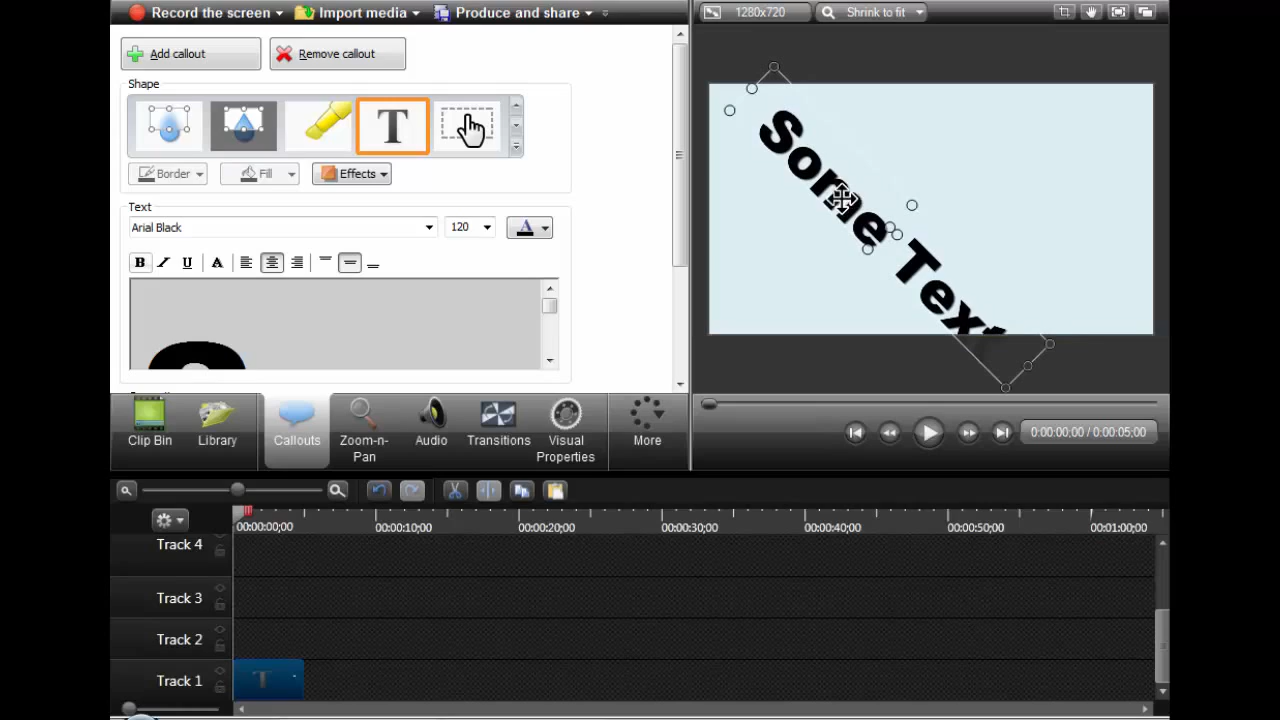 Record the screen
Import media
Produce and share
1280x720
Shrink to fit
Add callout
Remove callout
Shape
T
Border
Fill
Effects
Text
Arial Black
120
A
B
I
U
A
Some Text
Clip Bin
Library
Callouts
Zoom-n-
Pan
Audio
Transitions
Visual
Properties
More
0:00:00;00 / 0:00:05;00
00:00:00;00
00:00:10;00
00:00:20;00
00:00:30;00
00:00:40;00
00:00:50;00
00:01:00;00
Track 4
Track 3
Track 2
Track 1
T